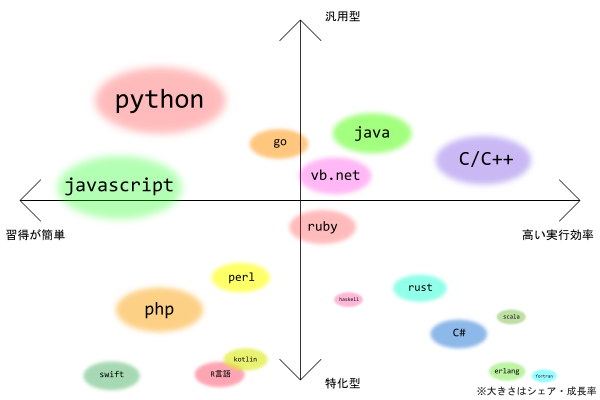 汎用型
python
go
java
C/C++
vb.net
javascript
習得が簡単
高い実行効率
ruby
perl
php
haskell
rust
scala
C#
kotlin
R言語
swift
erlang
fortran
特化型
※大きさはシェア・成長率